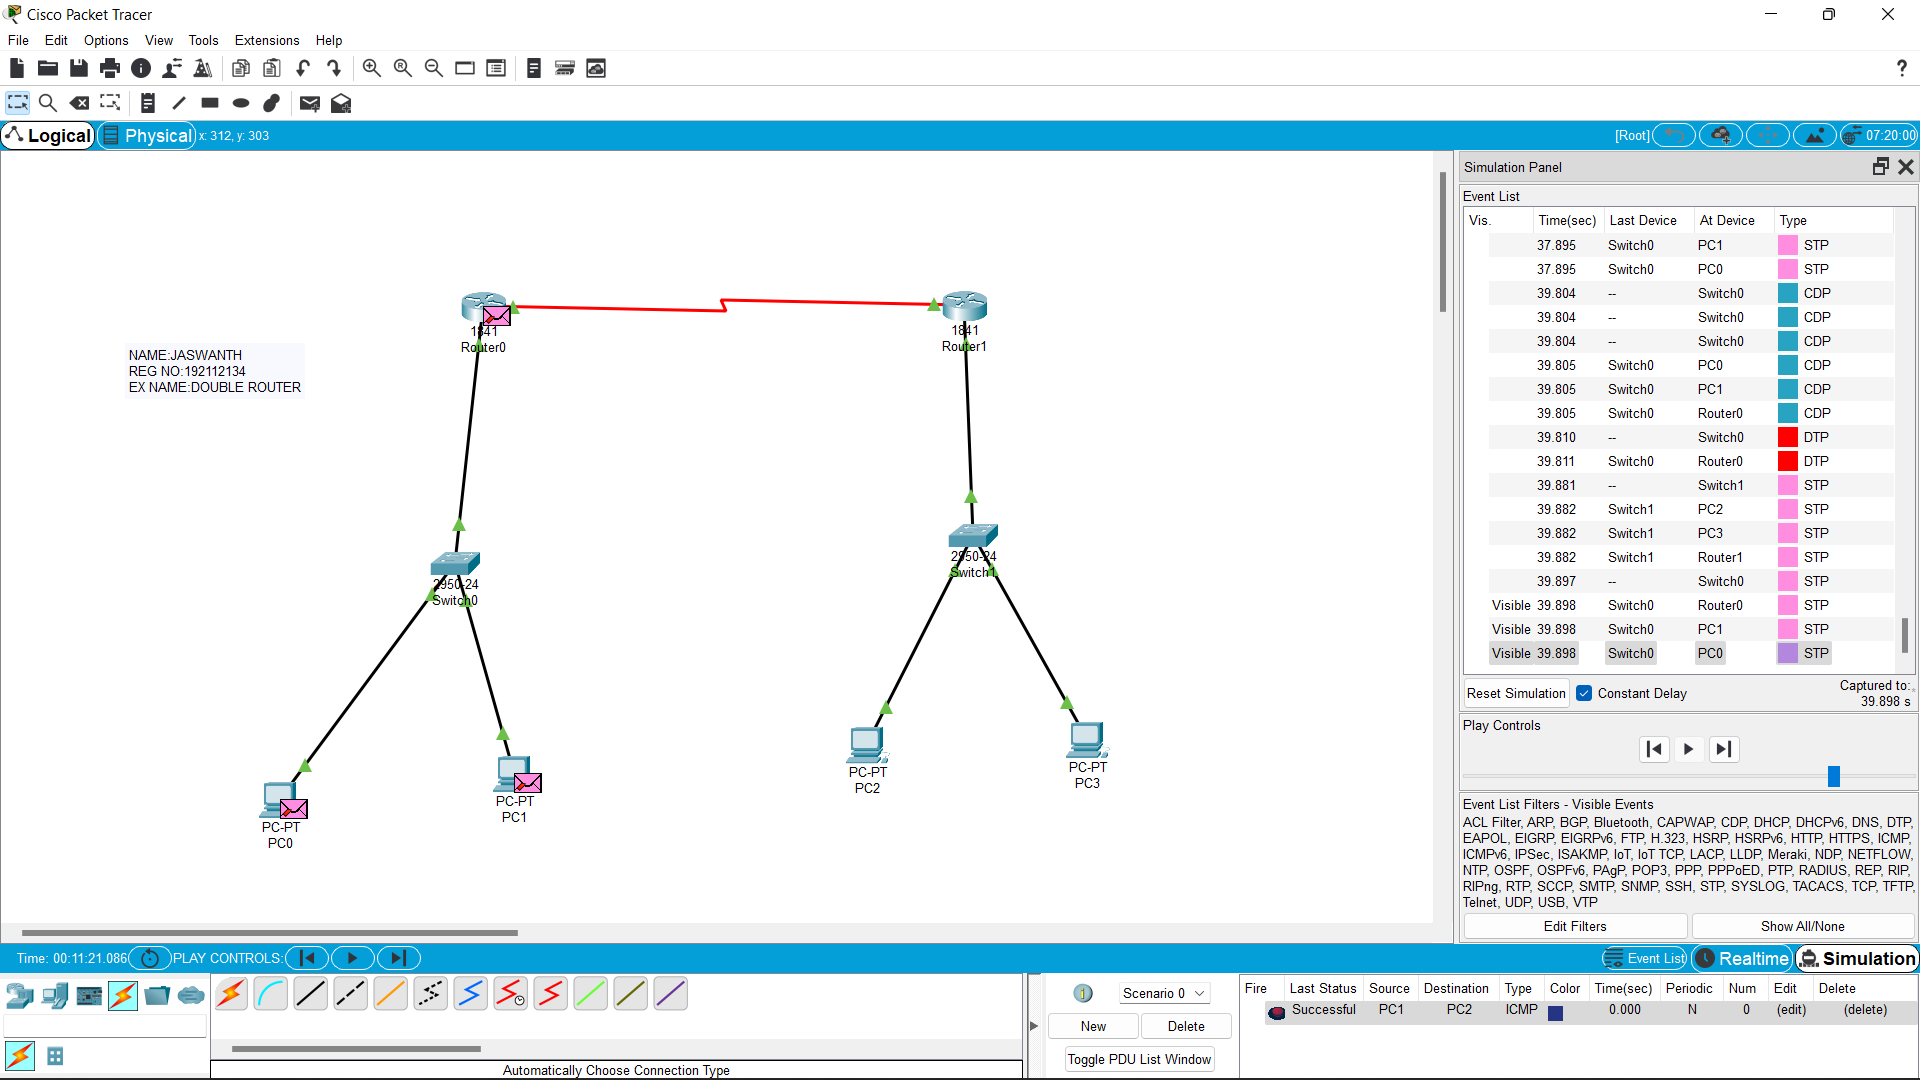 Cisco Packet Tracer
File Edit Options View Tools Extensions Help
Logical Physical x: 312, y: 303 [Root] 07:20:00
NAME:JASWANTH
REG NO:192112134
EX NAME:DOUBLE ROUTER
1841
Router0
1841
Router1
2950-24
Switch0
2950-24
Switch1
PC-PT
PC0
PC-PT
PC1
PC-PT
PC2
PC-PT
PC3
Simulation Panel
Event List
Vis. Time(sec) Last Device At Device Type
37.895 Switch0 PC1 STP
37.895 Switch0 PC0 STP
39.804 -- Switch0 CDP
39.804 -- Switch0 CDP
39.804 -- Switch0 CDP
39.805 Switch0 PC0 CDP
39.805 Switch0 PC1 CDP
39.805 Switch0 Router0 CDP
39.810 -- Switch0 DTP
39.811 Switch0 Router0 DTP
39.881 -- Switch1 STP
39.882 Switch1 PC2 STP
39.882 Switch1 PC3 STP
39.882 Switch1 Router1 STP
39.897 -- Switch0 STP
Visible 39.898 Switch0 Router0 STP
Visible 39.898 Switch0 PC1 STP
Visible 39.898 Switch0 PC0 STP
Reset Simulation Constant Delay Captured to:
39.898 s
Play Controls
Event List Filters - Visible Events
ACL Filter, ARP, BGP, Bluetooth, CAPWAP, CDP, DHCP, DHCPv6, DNS, DTP,
EAPOL, EIGRP, EIGRPv6, FTP, H.323, HSRP, HSRPv6, HTTP, HTTPS, ICMP,
ICMPv6, IPSec, ISAKMP, IoT, IoT TCP, LACP, LLDP, Meraki, NDP, NETFLOW,
NTP, OSPF, OSPFv6, PAgP, POP3, PPP, PPPoED, PTP, RADIUS, REP, RIP,
RIPng, RTP, SCCP, SMTP, SNMP, SSH, STP, SYSLOG, TACACS, TCP, TFTP,
Telnet, UDP, USB, VTP
Edit Filters Show All/None
Time: 00:11:21.086 PLAY CONTROLS: Event List Realtime Simulation
Automatically Choose Connection Type
Scenario 0
New Delete
Toggle PDU List Window
Fire Last Status Source Destination Type Color Time(sec) Periodic Num Edit Delete
Successful PC1 PC2 ICMP 0.000 N 0 (edit) (delete)